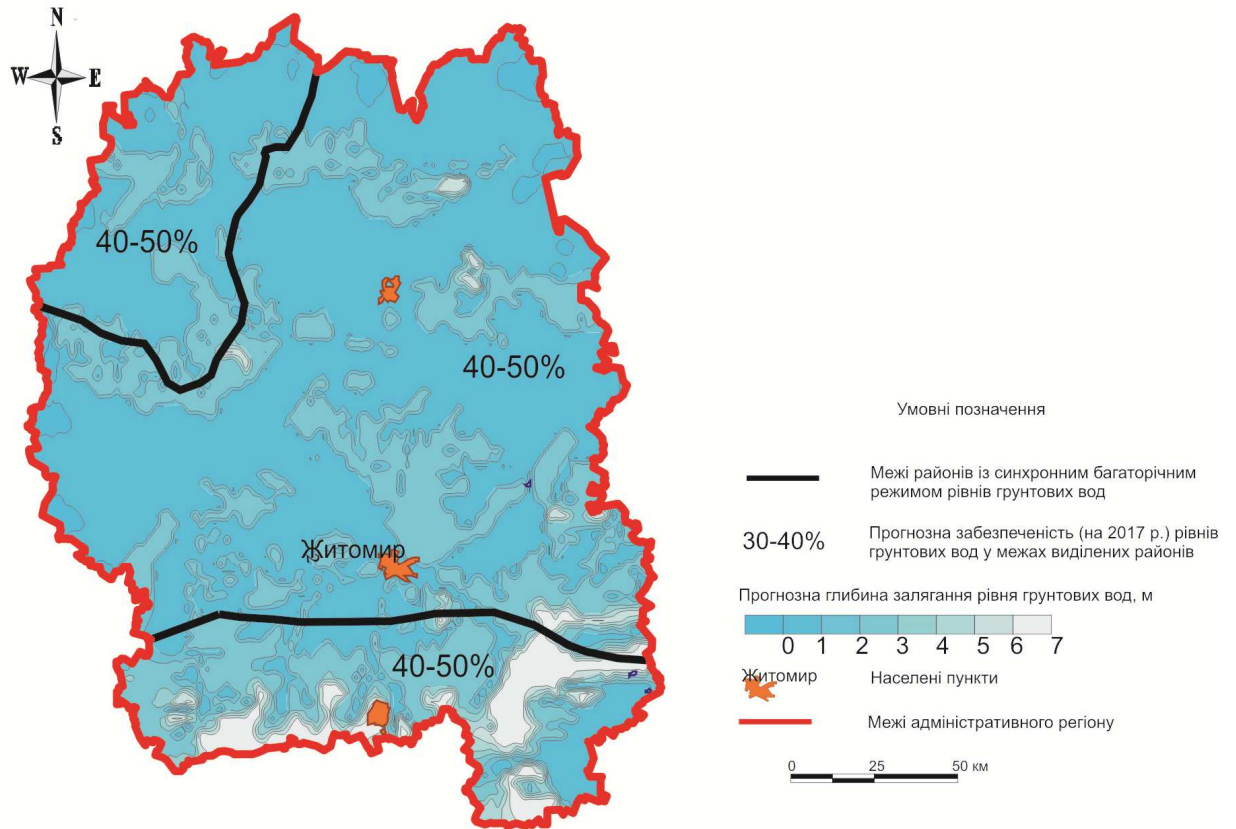 N
W E
S
40-50%
40-50%
Житомир
40-50%
Умовні позначення
Межі районів із синхронним багаторічним
режимом рівнів грунтових вод
30-40%
Прогнозна забезпеченість (на 2017 р.) рівнів
грунтових вод у межах виділених районів
Прогнозна глибина залягання рівня грунтових вод, м
0 1 2 3 4 5 6 7
Житомир
Населені пункти
Межі адміністративного регіону
0 25 50 км